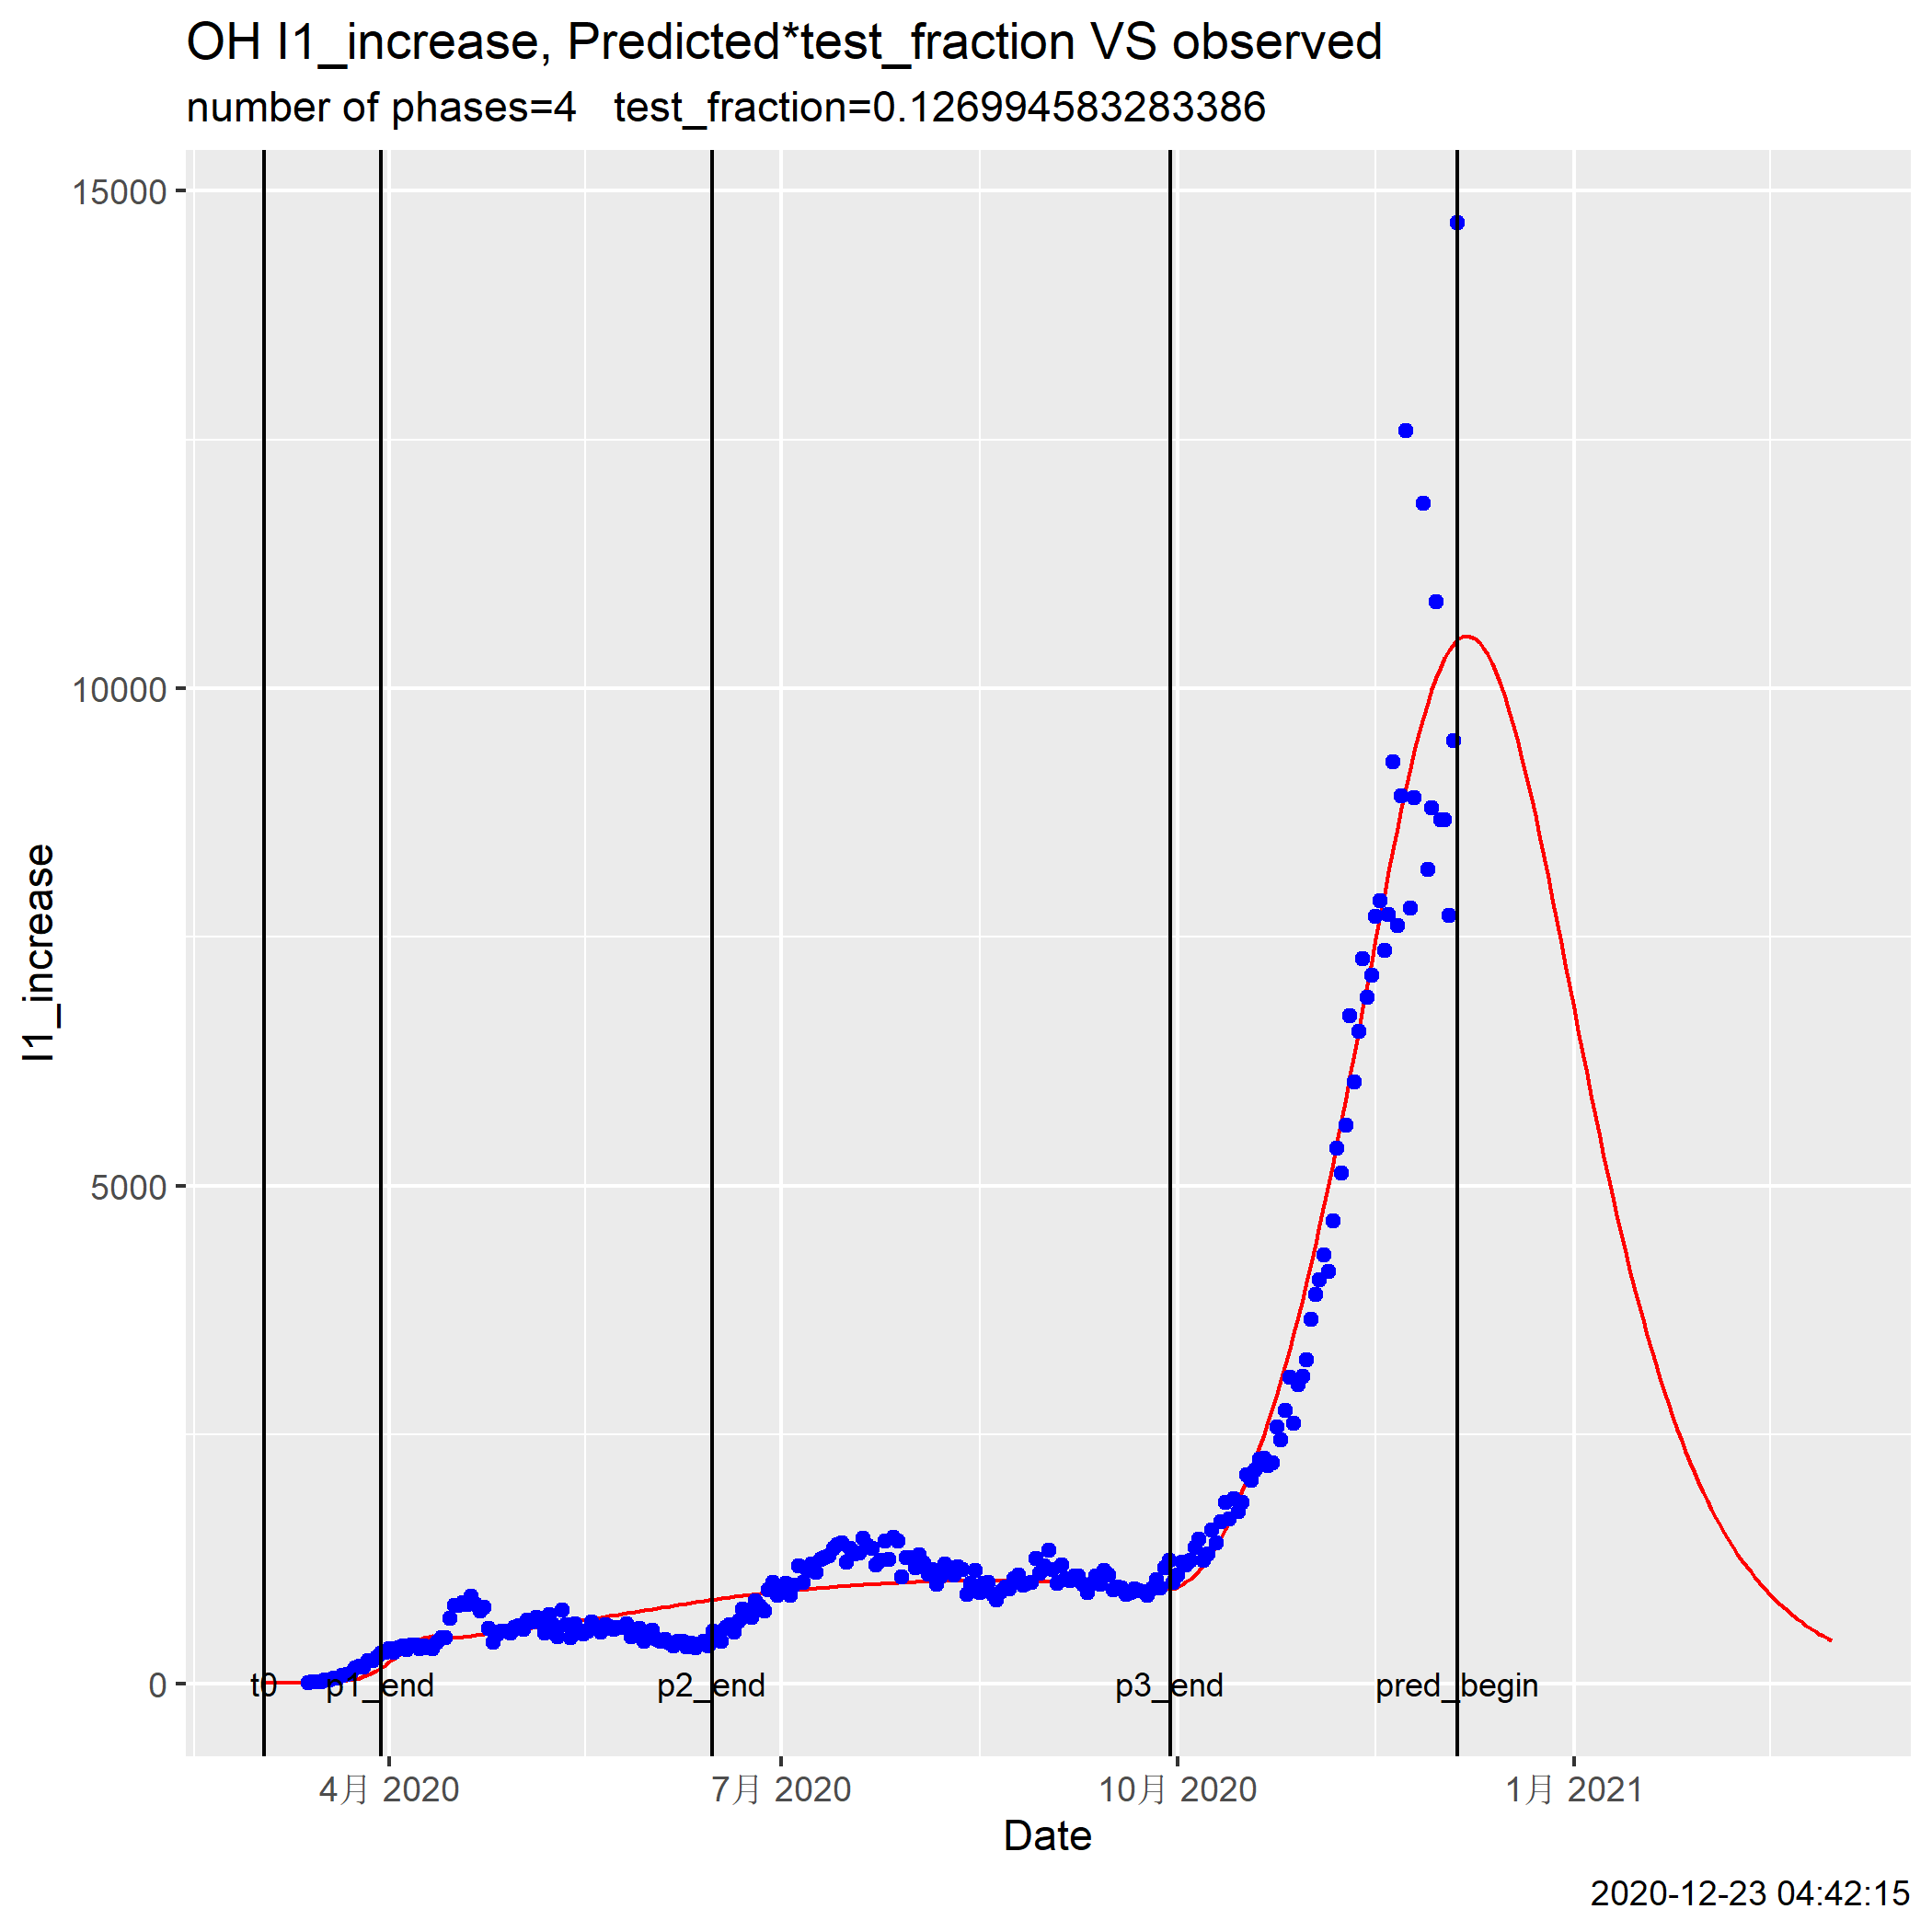 OH I1_increase, Predicted*test_fraction VS observed
number of phases=4 test_fraction=0.126994583283386
15000
10000
5000
0
I1_increase
t0 p1_end p2_end p3_end pred_begin
4月 2020 7月 2020 10月 2020 1月 2021
Date
2020-12-23 04:42:15